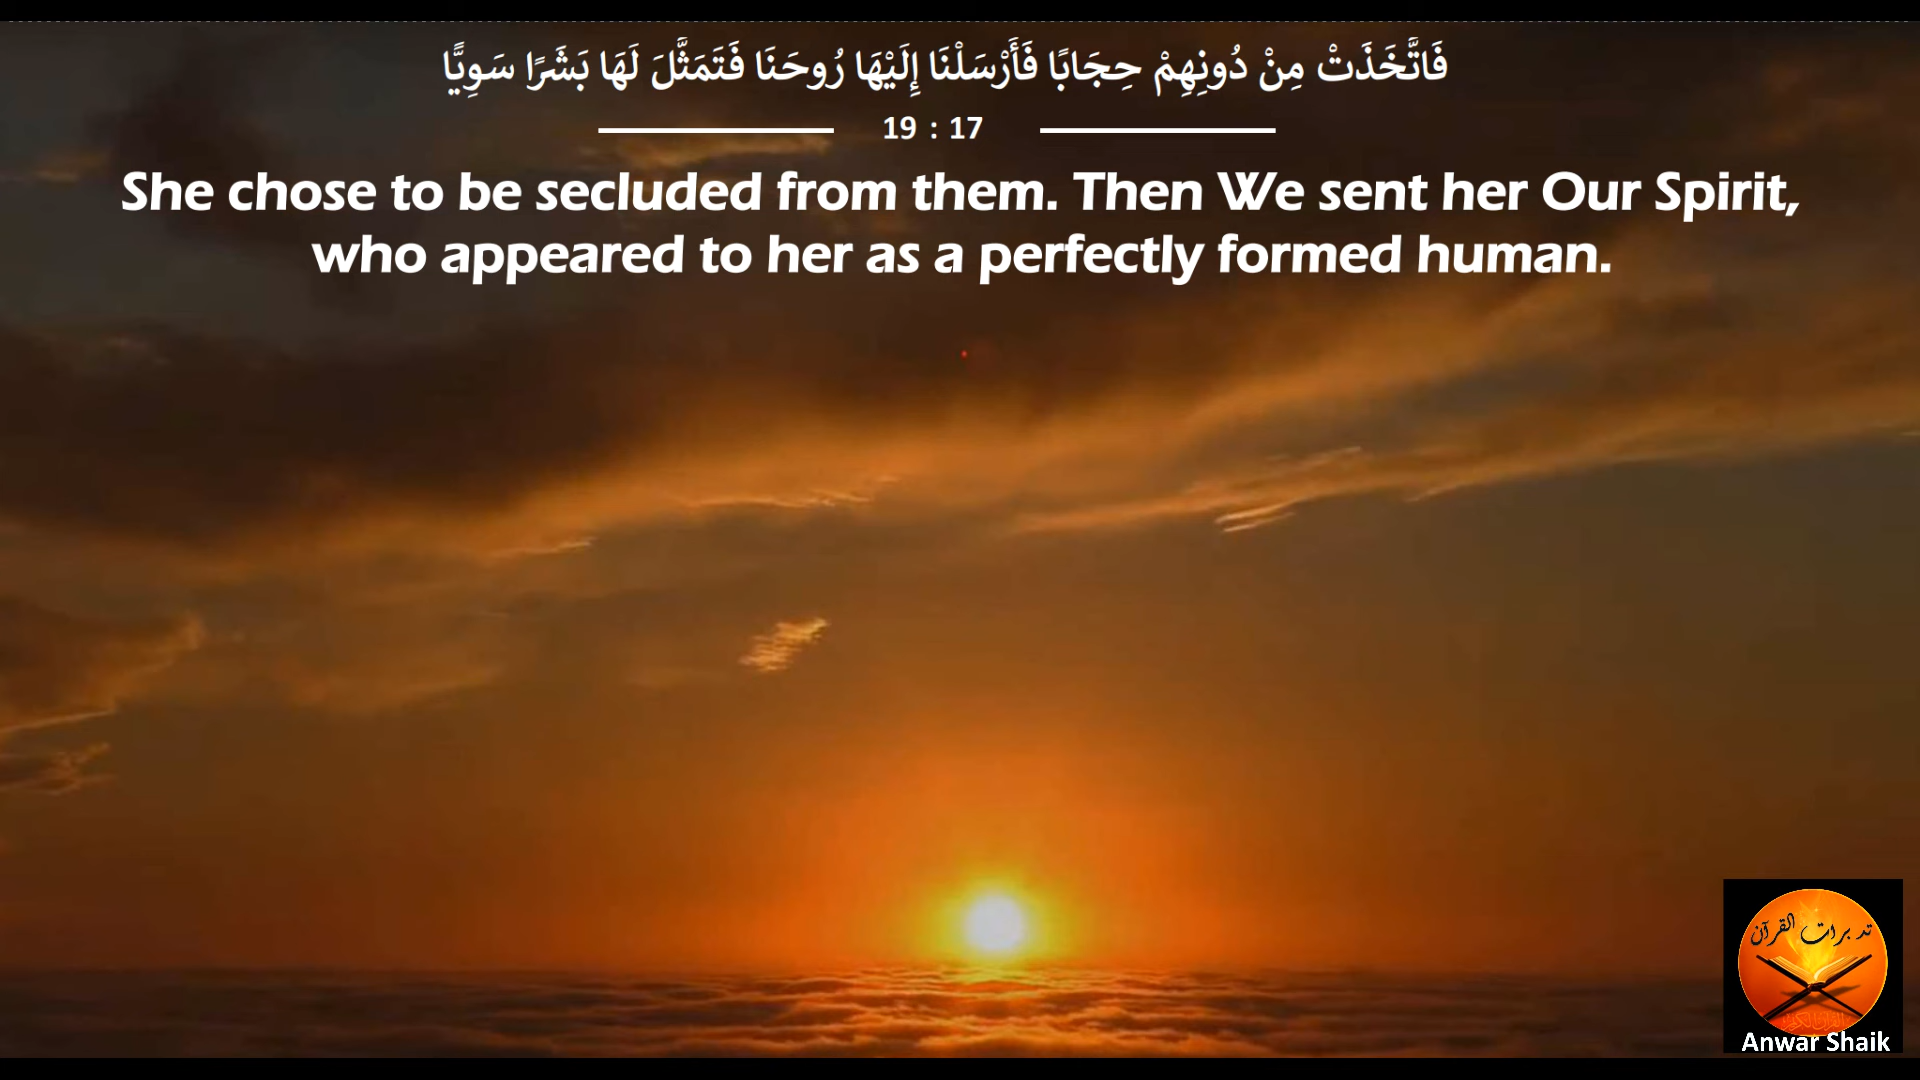 فَاتَّخَذَتْ مِنْ دُونِهِمْ حِجَابًا فَأَرْسَلْنَا إِلَيْهَا رُوحَنَا فَتَمَثَّلَ لَهَا بَشَرًا سَوِيًّا
19 : 17
She chose to be secluded from them. Then We sent her Our Spirit,
who appeared to her as a perfectly formed human.
تدبرات القرآن
Anwar Shaik